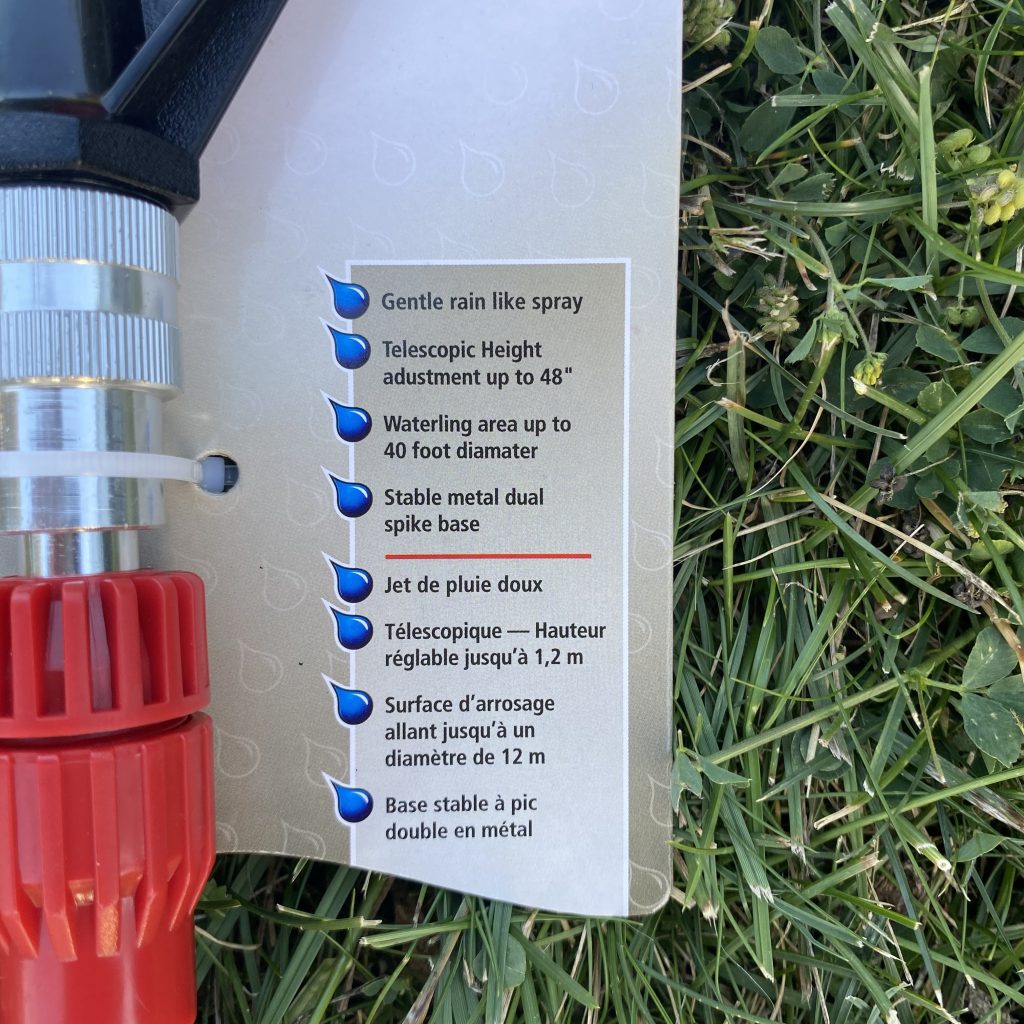 Gentle rain like spray
Telescopic Height
adustment up to 48"
Waterling area up to
40 foot diamater
Stable metal dual
spike base
Jet de pluie doux
Télescopique — Hauteur
réglable jusqu'à 1,2 m
Surface d'arrosage
allant jusqu'à un
diamètre de 12 m
Base stable à pic
double en métal